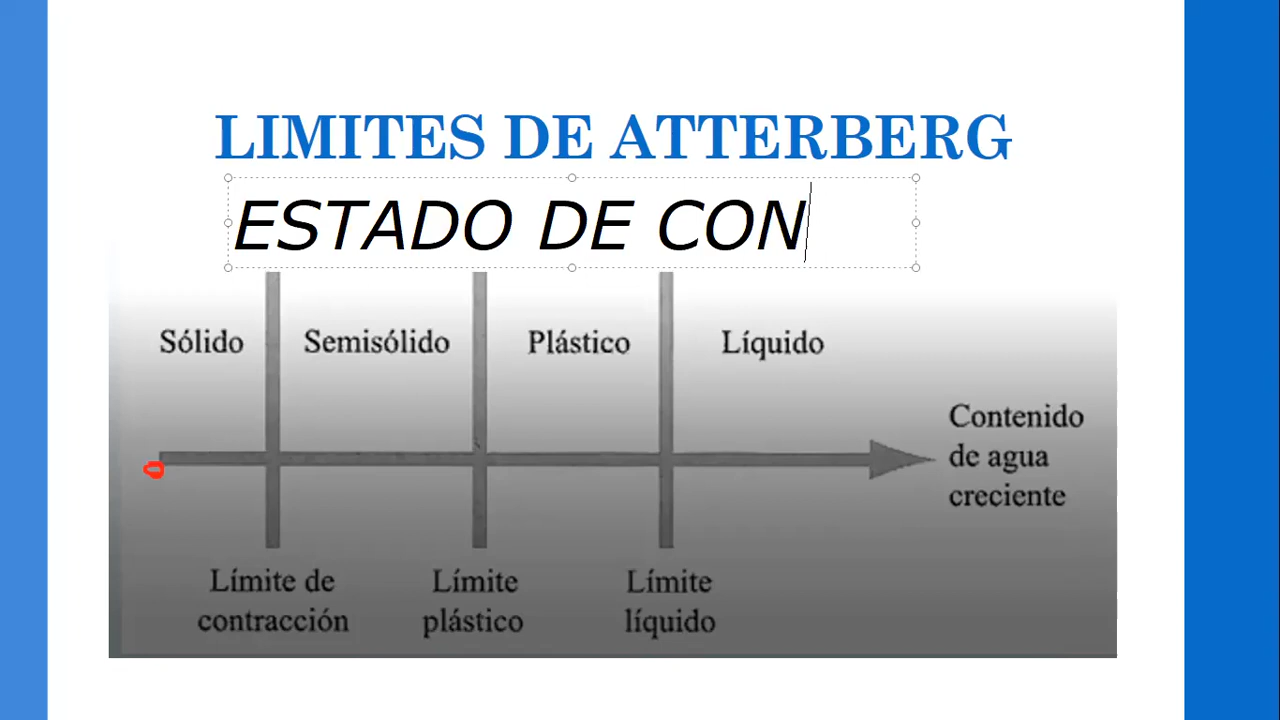 LIMITES DE ATTERBERG
ESTADO DE CON
Sólido Semisólido Plástico Líquido
Contenido
de agua
creciente
Límite de
contracción
Límite
plástico
Límite
líquido